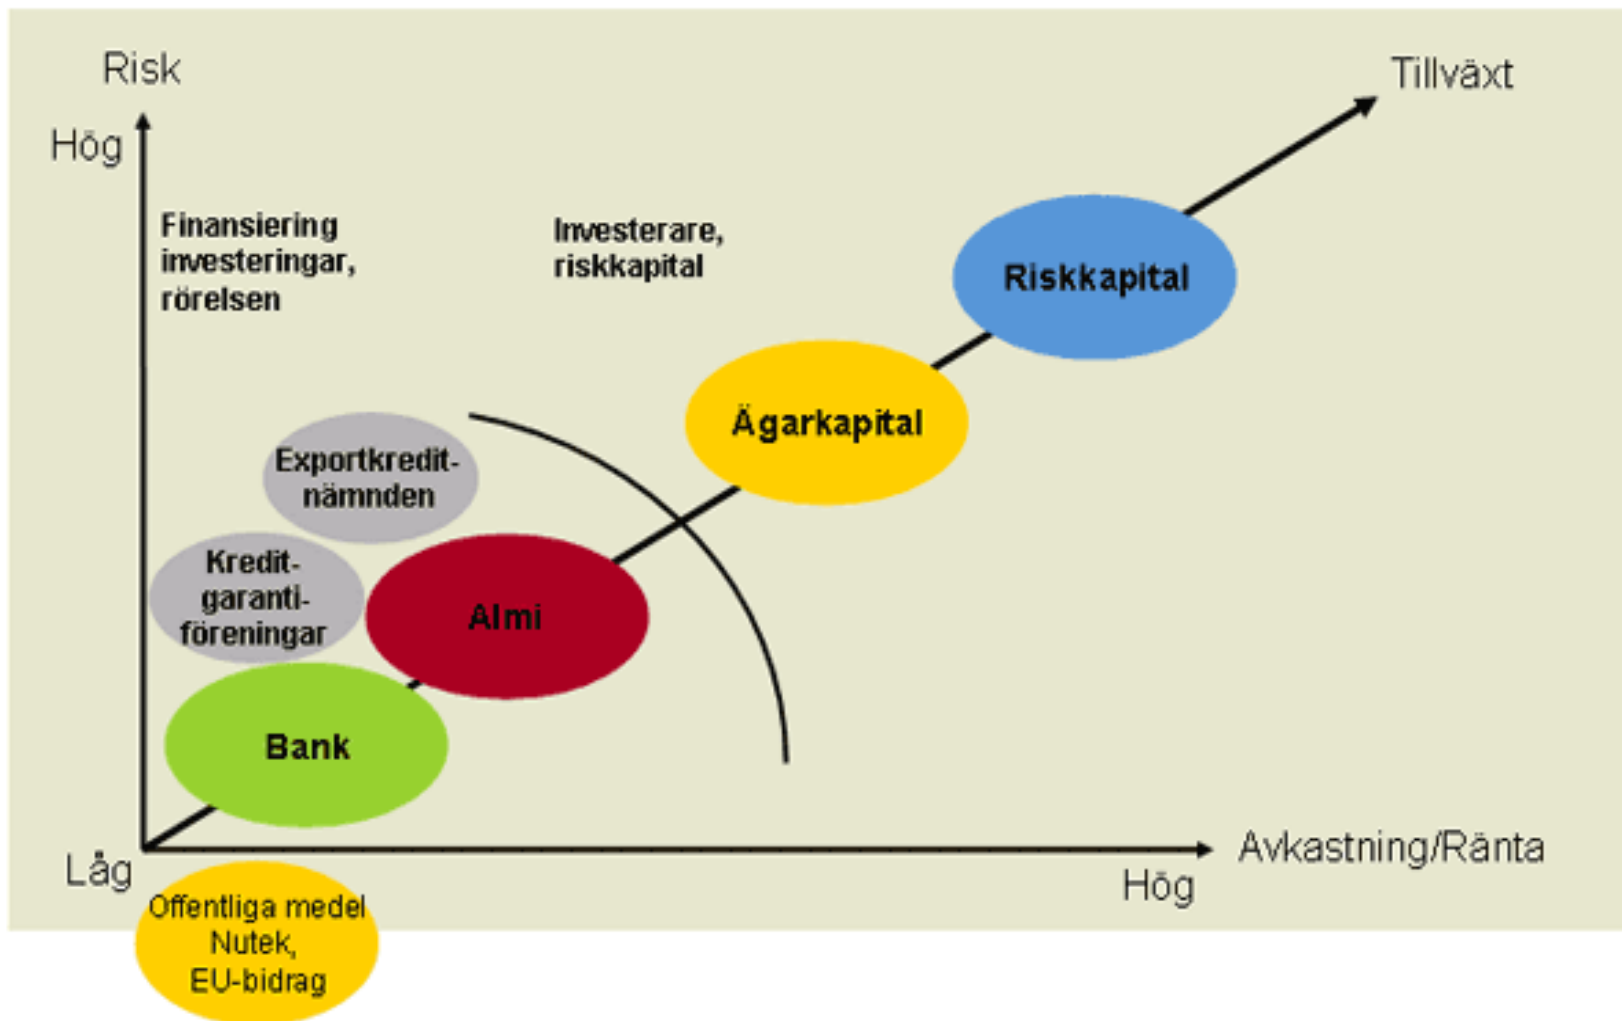 Risk
Tillväxt
Hög
Finansiering
investeringar,
rörelsen
Investerare,
riskkapital
Riskkapital
Ägarkapital
Exportkredit-
nämnden
Kredit-
garanti-
föreningar
Almi
Bank
Låg
Avkastning/Ränta
Hög
Offentliga medel
Nutek,
EU-bidrag